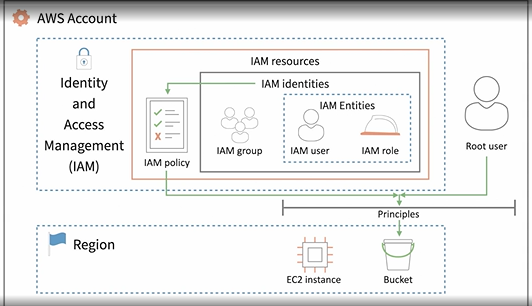 AWS Account
Identity
and
Access
Management
(IAM)
IAM resources
IAM identities
IAM Entities
IAM policy
IAM group
IAM user
IAM role
Root user
Principles
Region
EC2 instance
Bucket